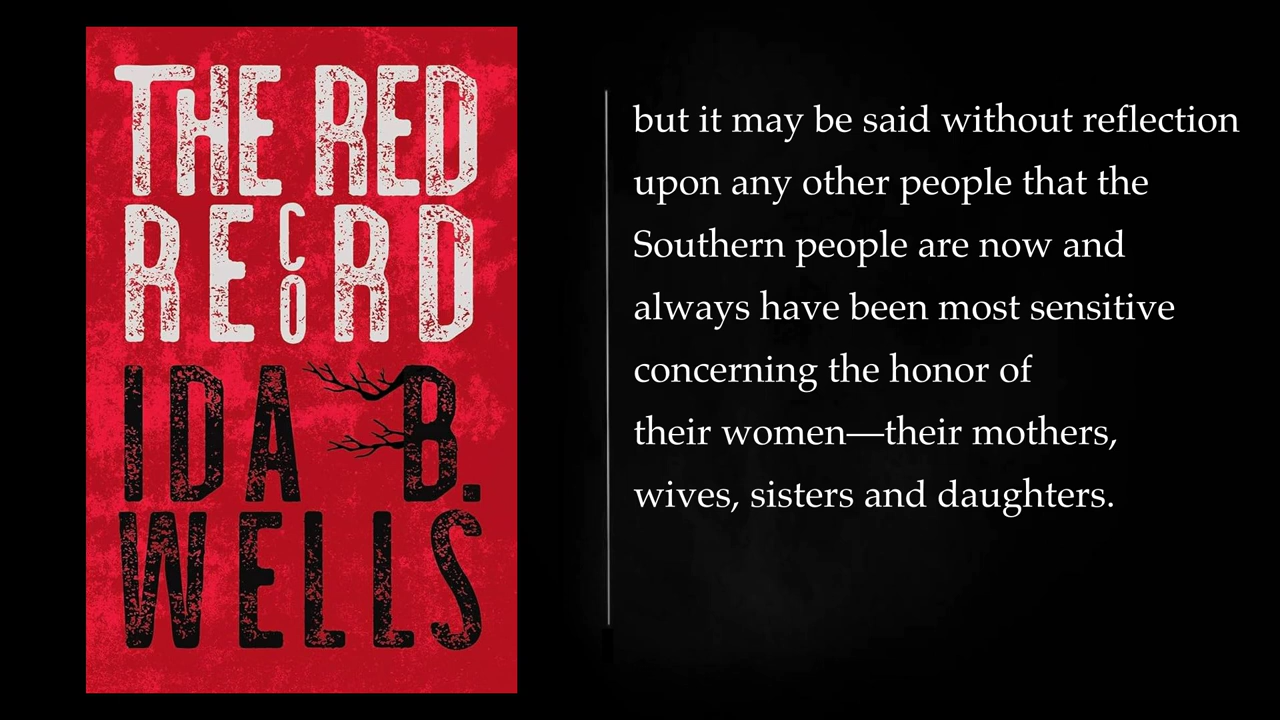 THE RED
RECORD
IDA B.
WELLS
but it may be said without reflection
upon any other people that the
Southern people are now and
always have been most sensitive
concerning the honor of
their women—their mothers,
wives, sisters and daughters.